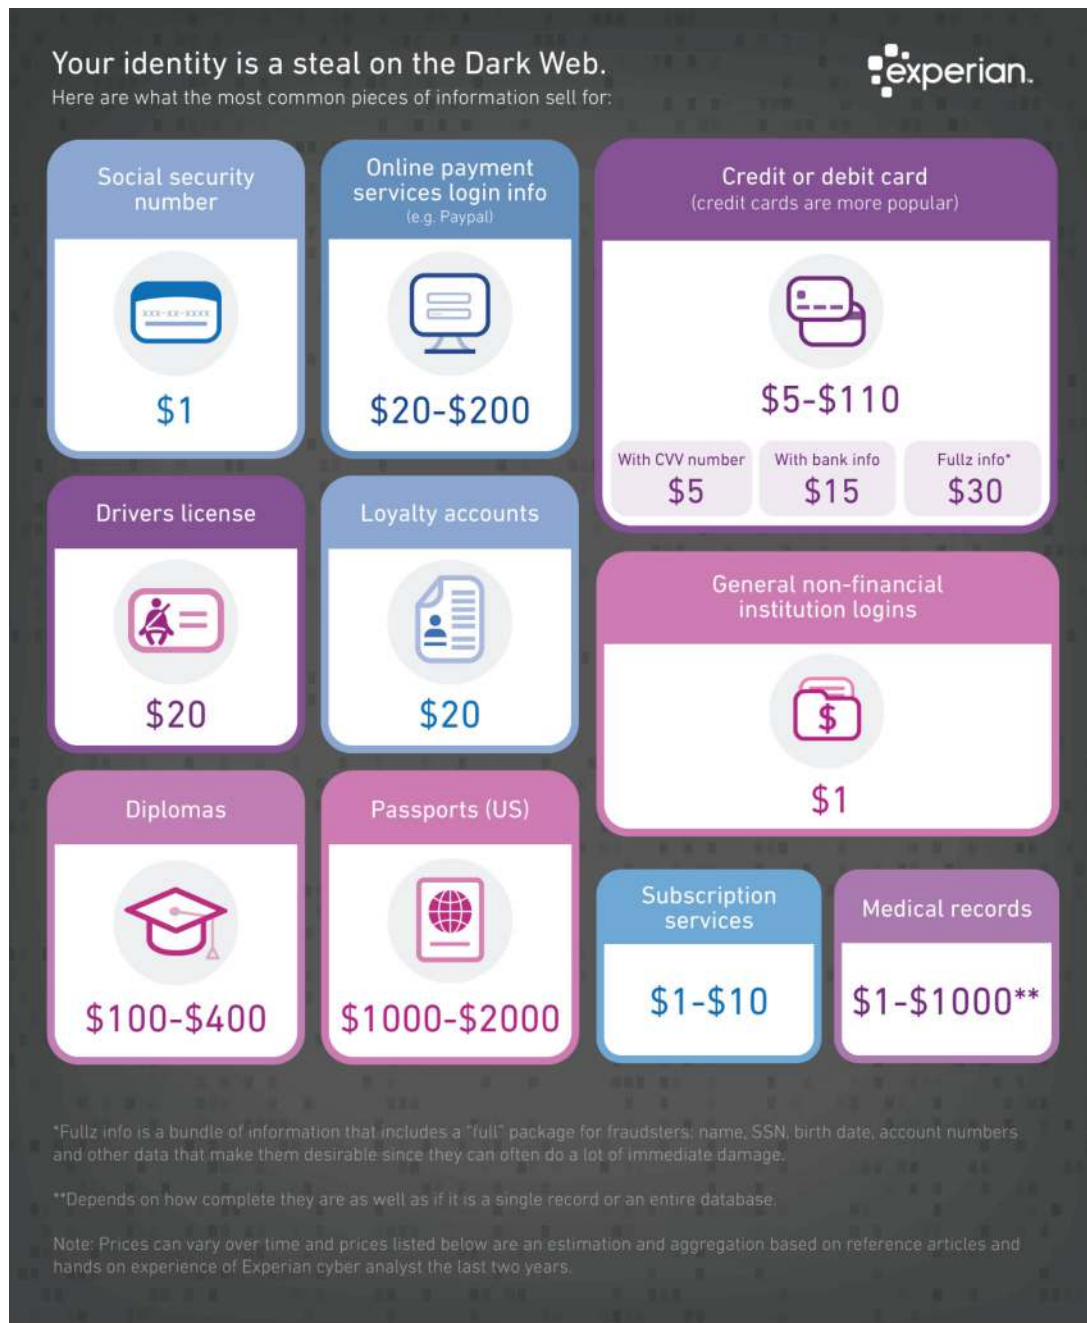 Your identity is a steal on the Dark Web.
Here are what the most common pieces of information sell for:
experian™
Social security
number
xxx-xx-xxxx
$1
Online payment
services login info
(e.g. Paypal)
$20-$200
Credit or debit card
(credit cards are more popular)
$5-$110
With CVV number
$5
With bank info
$15
Fullz info*
$30
Drivers license
$20
Loyalty accounts
$20
General non-financial
institution logins
$
$1
Diplomas
$100-$400
Passports (US)
$1000-$2000
Subscription
services
$1-$10
Medical records
$1-$1000**
*Fullz info is a bundle of information that includes a "full" package for fraudsters: name, SSN, birth date, account numbers
and other data that make them desirable since they can often do a lot of immediate damage.
**Depends on how complete they are as well as if it is a single record or an entire database.
Note: Prices can vary over time and prices listed below are an estimation and aggregation based on reference articles and
hands on experience of Experian cyber analyst the last two years.